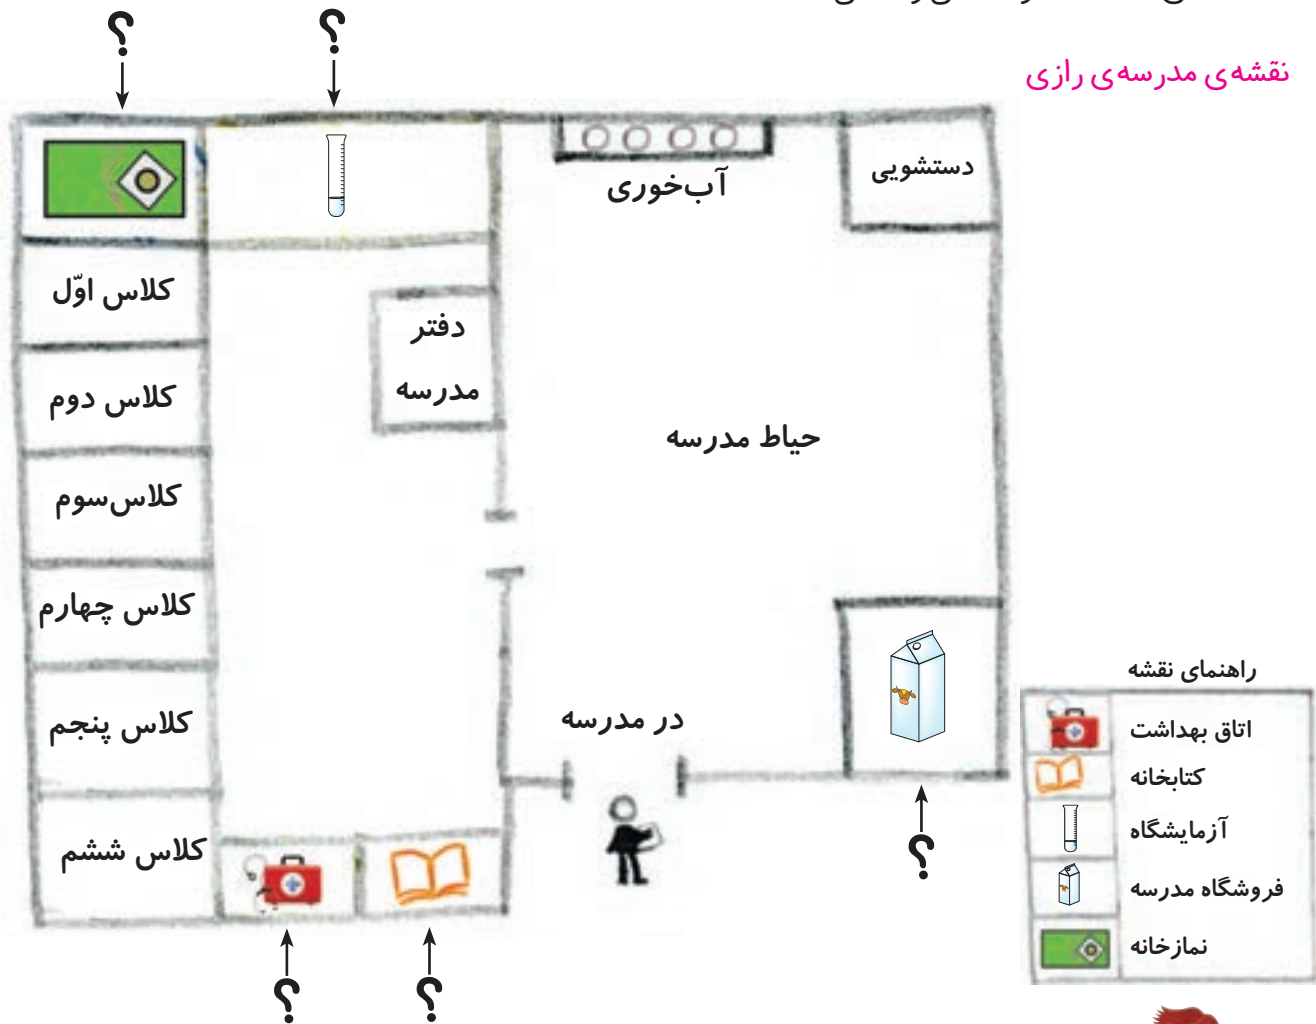 نقشه‌ی مدرسه‌ی رازی
؟
؟
دستشویی
آب‌خوری
کلاس اوّل
دفتر
مدرسه
کلاس دوم
حیاط مدرسه
کلاس سوم
کلاس چهارم
در مدرسه
کلاس پنجم
کلاس ششم
؟
؟
؟
راهنمای نقشه
اتاق بهداشت
کتابخانه
آزمایشگاه
فروشگاه مدرسه
نمازخانه